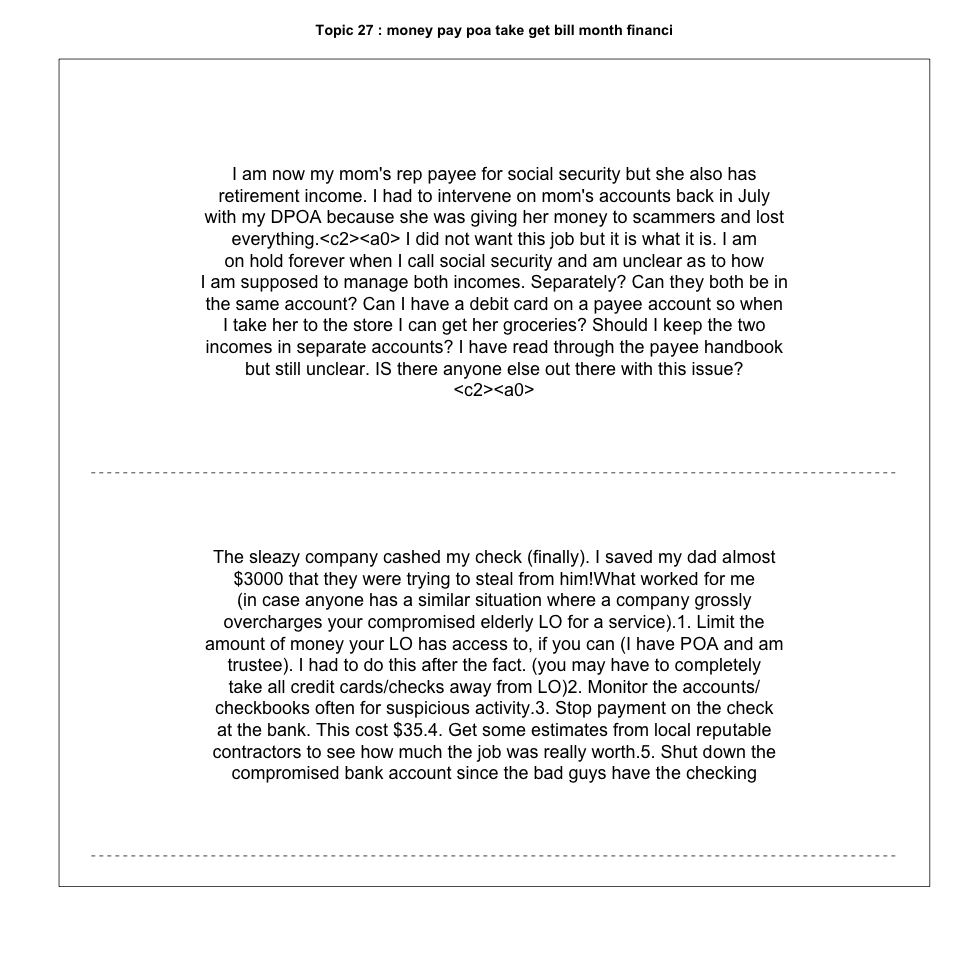 Topic 27 : money pay poa take get bill month financi
I am now my mom's rep payee for social security but she also has
retirement income. I had to intervene on mom's accounts back in July
with my DPOA because she was giving her money to scammers and lost
everything.<c2><a0> I did not want this job but it is what it is. I am
on hold forever when I call social security and am unclear as to how
I am supposed to manage both incomes. Separately? Can they both be in
the same account? Can I have a debit card on a payee account so when
I take her to the store I can get her groceries? Should I keep the two
incomes in separate accounts? I have read through the payee handbook
but still unclear. IS there anyone else out there with this issue?
<c2><a0>
The sleazy company cashed my check (finally). I saved my dad almost
$3000 that they were trying to steal from him!What worked for me
(in case anyone has a similar situation where a company grossly
overcharges your compromised elderly LO for a service).1. Limit the
amount of money your LO has access to, if you can (I have POA and am
trustee). I had to do this after the fact. (you may have to completely
take all credit cards/checks away from LO)2. Monitor the accounts/
checkbooks often for suspicious activity.3. Stop payment on the check
at the bank. This cost $35.4. Get some estimates from local reputable
contractors to see how much the job was really worth.5. Shut down the
compromised bank account since the bad guys have the checking